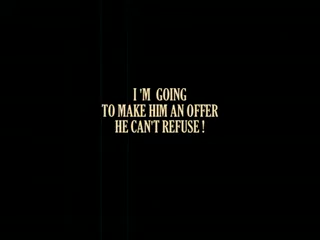 I 'M GOING
TO MAKE HIM AN OFFER
HE CAN'T REFUSE !